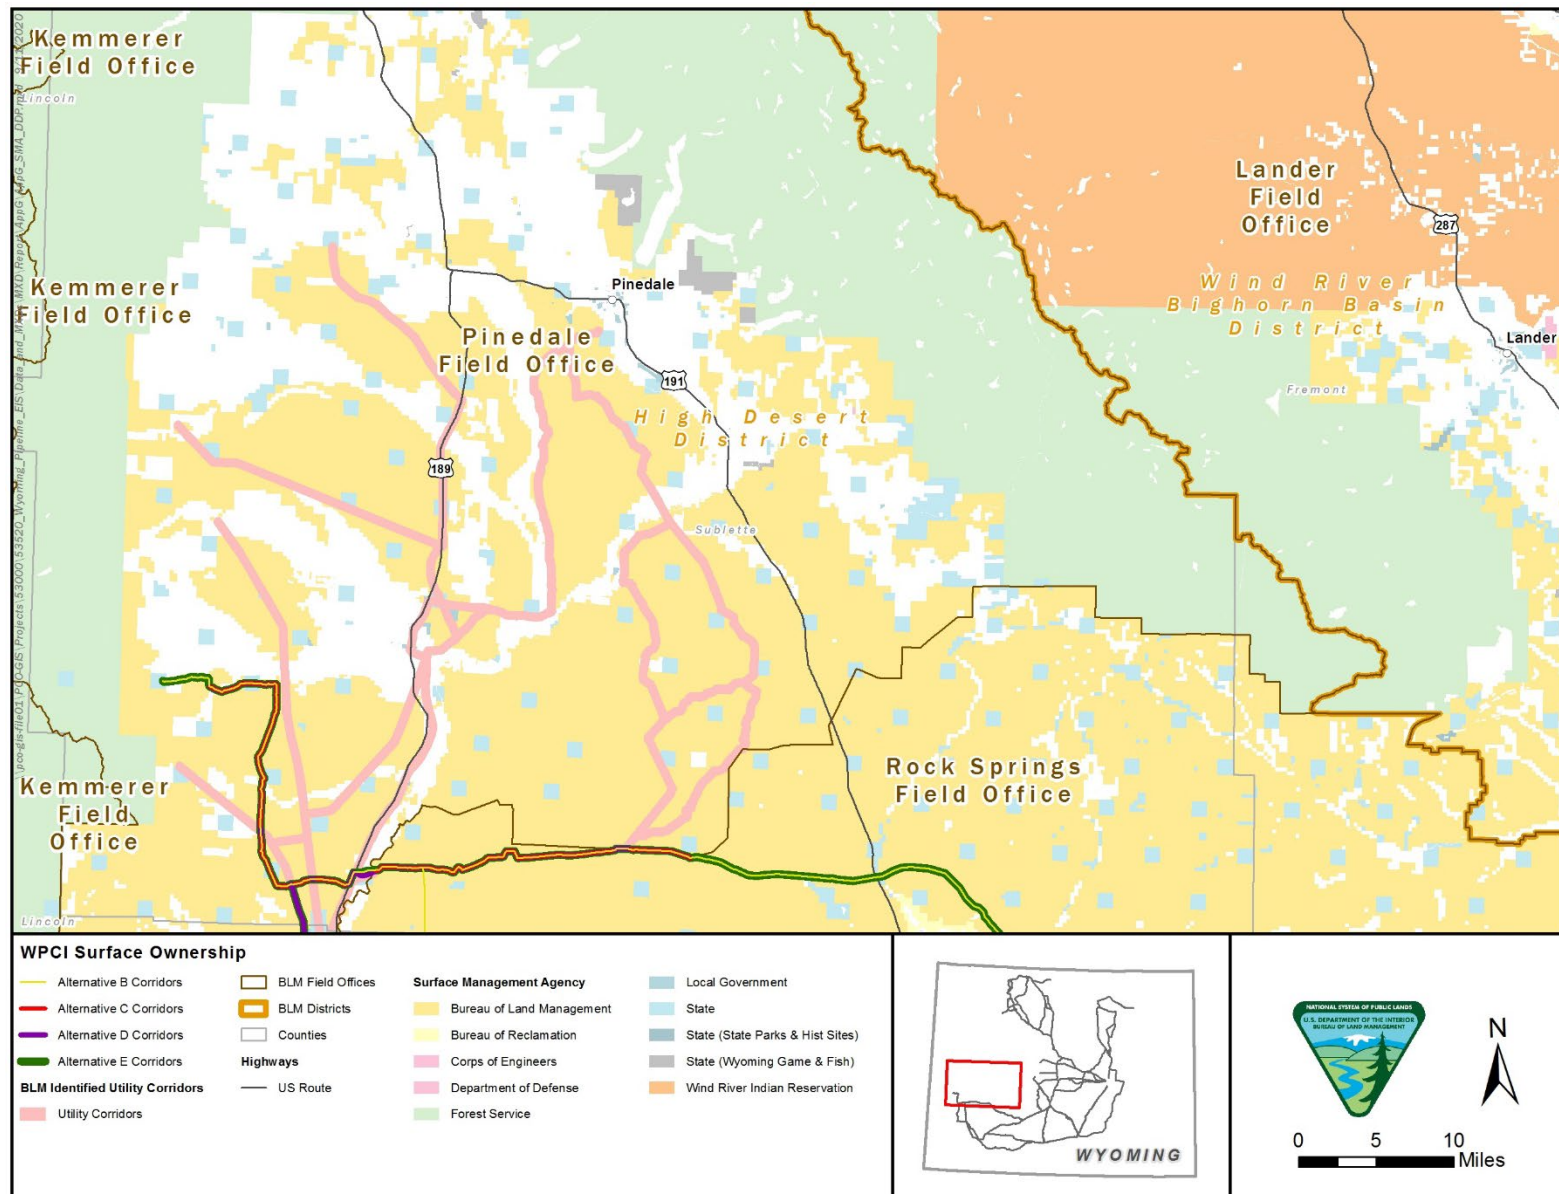 Kemmerer
Field Office
Lincoln
Kemmerer
Field Office
Pinedale
Pinedale
Field Office
191
189
High Desert
District
Sublette
Lander
Field
Office
287
Wind River
Bighorn Basin
District
Lander
Fremont
Kemmerer
Field
Office
Rock Springs
Field Office
Lincoln
WPCI Surface Ownership
Alternative B Corridors
Alternative C Corridors
Alternative D Corridors
Alternative E Corridors
BLM Identified Utility Corridors
Utility Corridors
BLM Field Offices
BLM Districts
Counties
Highways
US Route
Surface Management Agency
Bureau of Land Management
Bureau of Reclamation
Corps of Engineers
Department of Defense
Forest Service
Local Government
State
State (State Parks & Hist Sites)
State (Wyoming Game & Fish)
Wind River Indian Reservation
WYOMING
NATIONAL SYSTEM OF PUBLIC LANDS
U.S. DEPARTMENT OF THE INTERIOR
BUREAU OF LAND MANAGEMENT
N
0 5 10
Miles